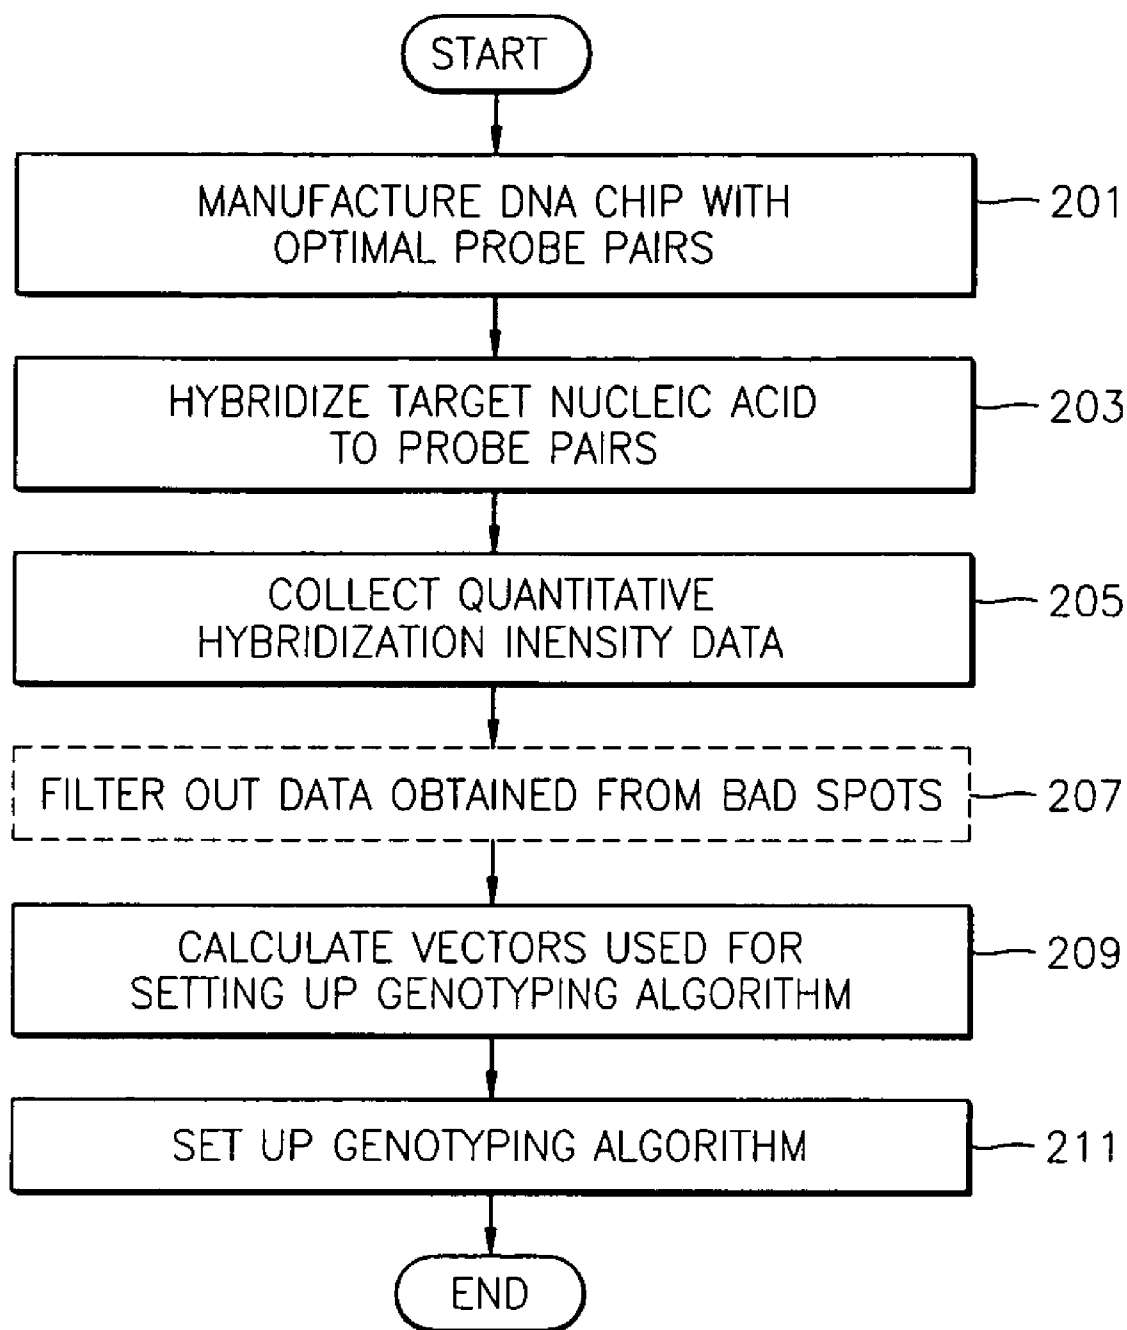 START
MANUFACTURE DNA CHIP WITH
OPTIMAL PROBE PAIRS
201
HYBRIDIZE TARGET NUCLEIC ACID
TO PROBE PAIRS
203
COLLECT QUANTITATIVE
HYBRIDIZATION INENSITY DATA
205
FILTER OUT DATA OBTAINED FROM BAD SPOTS
207
CALCULATE VECTORS USED FOR
SETTING UP GENOTYPING ALGORITHM
209
SET UP GENOTYPING ALGORITHM
211
END